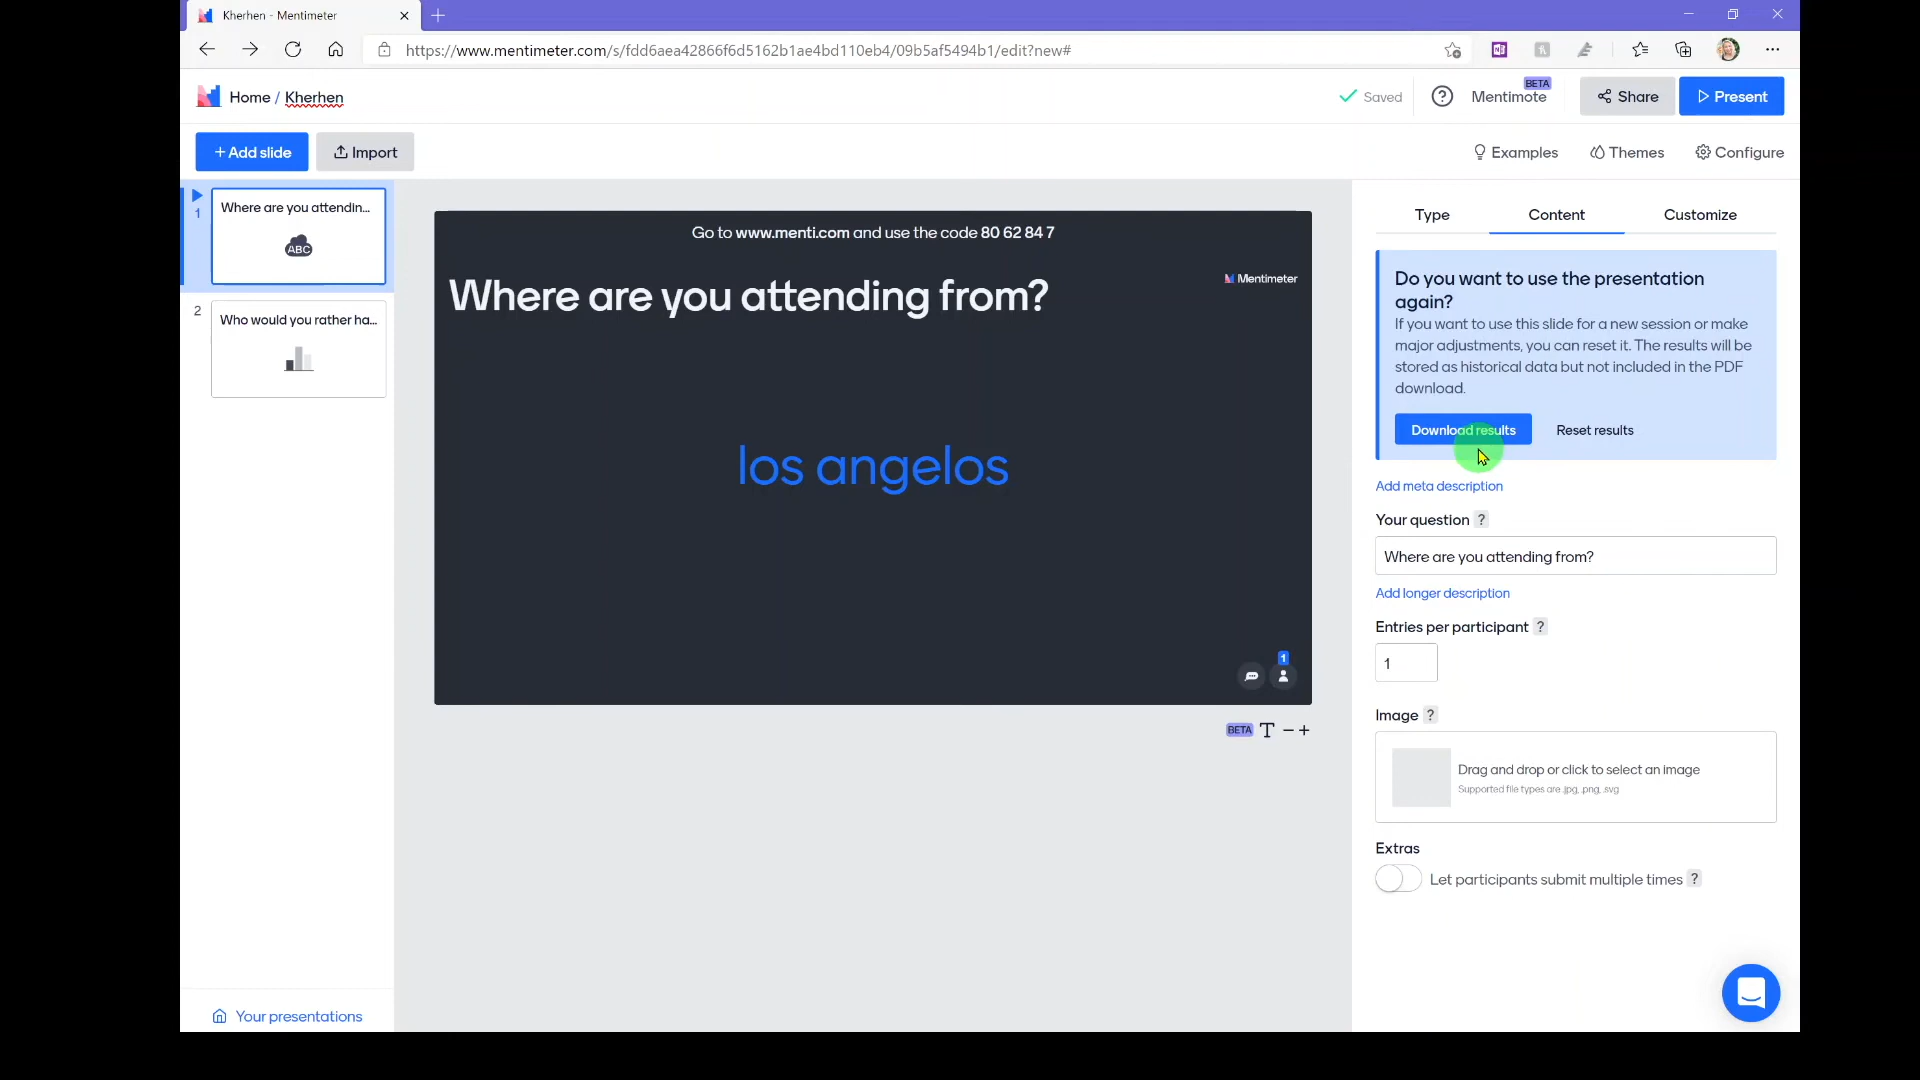 Kherhen - Mentimeter
https://www.mentimeter.com/s/fdd6aea42866f6d5162b1ae4bd110eb4/09b5af5494b1/edit?new#
Home / Kherhen
Saved
?
Mentimote
BETA
Share
Present
+ Add slide
Import
Examples
Themes
Configure
1
Where are you attendin...
ABC
2
Who would you rather ha...
Your presentations
Go to www.menti.com and use the code 80 62 84 7
Where are you attending from?
Mentimeter
los angelos
1
BETA T − +
Type
Content
Customize
Do you want to use the presentation
again?
If you want to use this slide for a new session or make
major adjustments, you can reset it. The results will be
stored as historical data but not included in the PDF
download.
Download results
Reset results
Add meta description
Your question ?
Where are you attending from?
Add longer description
Entries per participant ?
1
Image ?
Drag and drop or click to select an image
Supported file types are .jpg, .png, .svg
Extras
Let participants submit multiple times ?